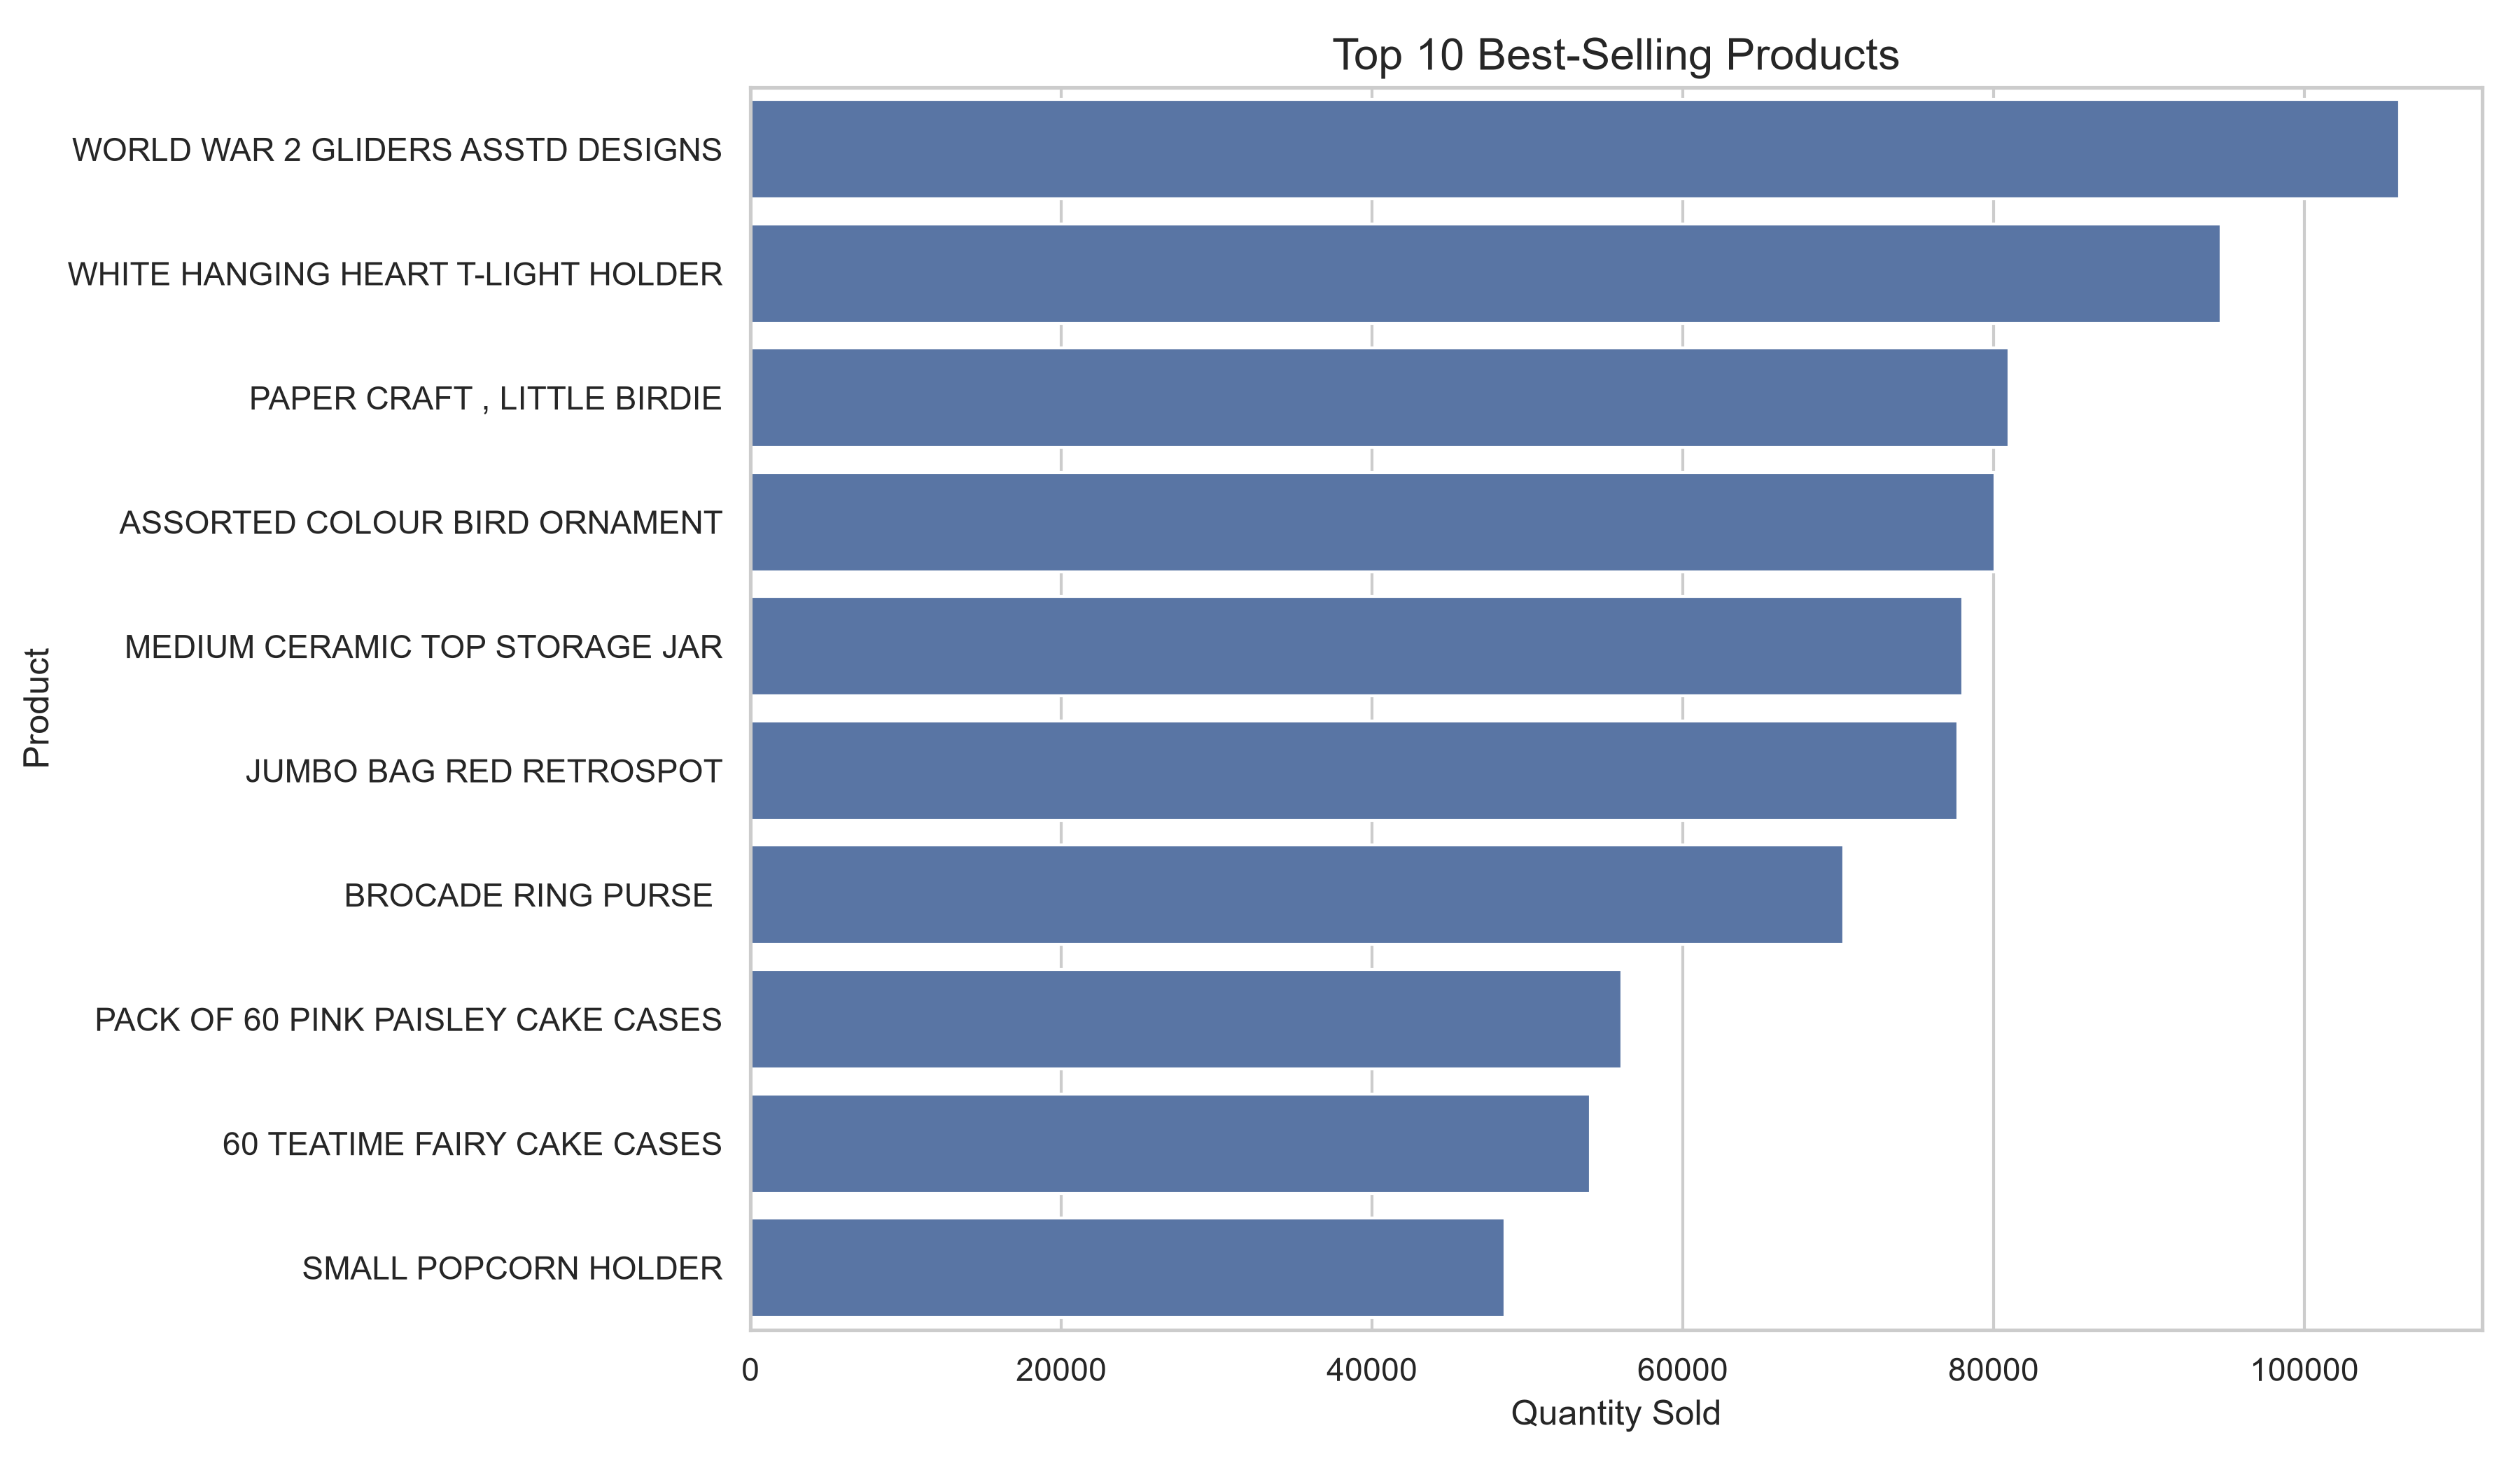 Top 10 Best-Selling Products
WORLD WAR 2 GLIDERS ASSTD DESIGNS
WHITE HANGING HEART T-LIGHT HOLDER
PAPER CRAFT , LITTLE BIRDIE
ASSORTED COLOUR BIRD ORNAMENT
MEDIUM CERAMIC TOP STORAGE JAR
JUMBO BAG RED RETROSPOT
BROCADE RING PURSE
PACK OF 60 PINK PAISLEY CAKE CASES
60 TEATIME FAIRY CAKE CASES
SMALL POPCORN HOLDER
Product
0 20000 40000 60000 80000 100000
Quantity Sold